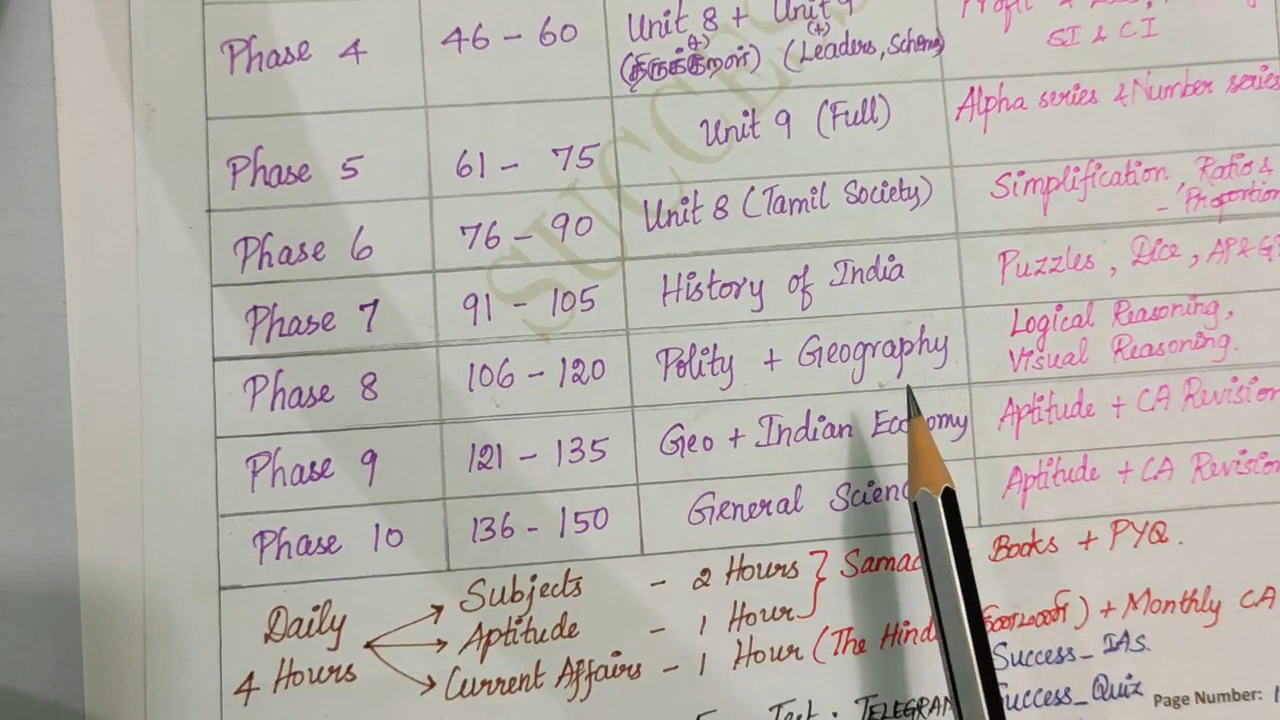 Phase 4 46 - 60 Unit 8 + Unit 9
(+) (+)
(திருக்குறள்) (Leaders, Scheme)
SI & CI
Phase 5 61 - 75 Unit 9 (Full) Alpha series & Number series
Phase 6 76 - 90 Unit 8 (Tamil Society) Simplification, Ratio &
- Proportion
Phase 7 91 - 105 History of India Puzzles, Dice, AP & GP
Phase 8 106 - 120 Polity + Geography Logical Reasoning,
Visual Reasoning.
Phase 9 121 - 135 Geo + Indian Economy Aptitude + CA Revision
Phase 10 136 - 150 General Science Aptitude + CA Revision
Daily
4 Hours
Subjects - 2 Hours } Books + PYQ.
Aptitude - 1 Hour
Current Affairs - 1 Hour (The Hindu + Monthly CA
Success_IAS.
Test. TELEGRAM Success_Quiz
Page Number:
SUCCE